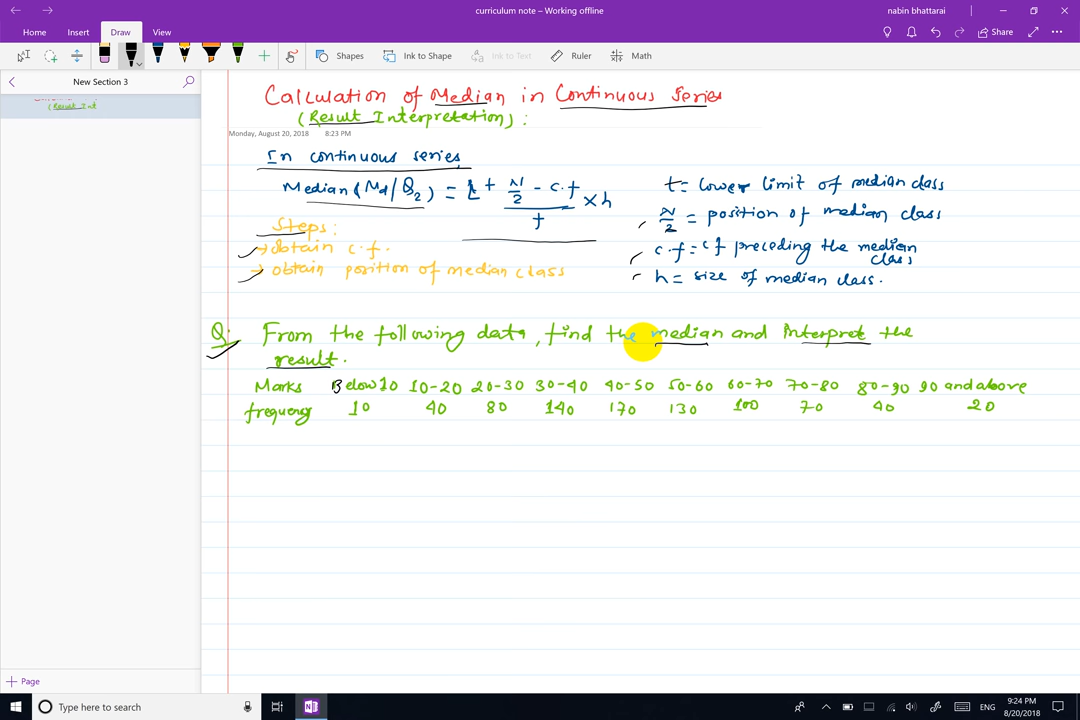 curriculum note – Working offline
nabin bhattarai
Home Insert Draw View
Share
Shapes Ink to Shape Ink to Text Ruler Math
New Section 3
(Result Int
Calculation of Median in Continuous Series
(Result Interpretation) :
Monday, August 20, 2018 8:23 PM
In continuous series,
Median(Md/Q2) = L + N/2 - c.f / f × h
Steps:
→ Obtain c.f.
→ Obtain position of median class
L = Lower limit of median class
N/2 = position of median class
c.f = cf preceding the median class
h = size of median class.
Q: From the following data, find the median and Interpret the
result.
Marks Below 10 10-20 20-30 30-40 40-50 50-60 60-70 70-80 80-90 90 and above
frequency 10 40 80 140 170 130 100 70 40 20
+ Page
Type here to search
ENG
9:24 PM
8/20/2018